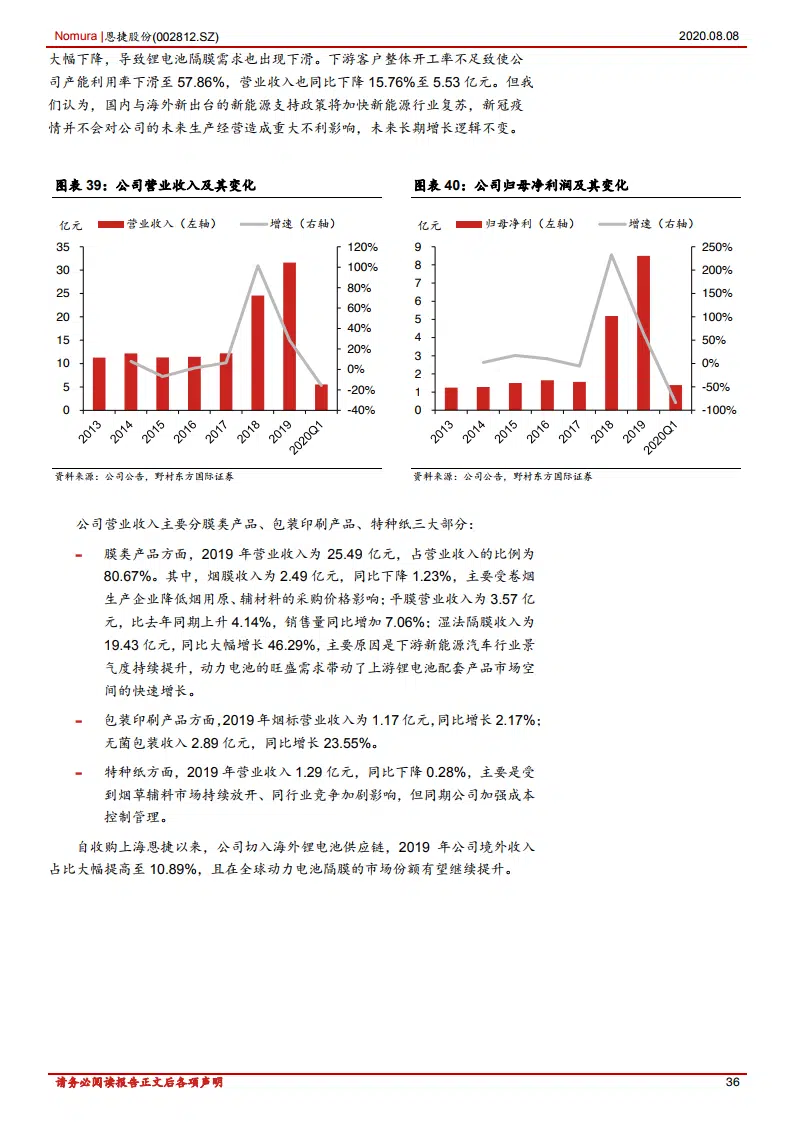 Nomura |恩捷股份(002812.SZ) 2020.08.08
大幅下降，导致锂电池隔膜需求也出现下滑。下游客户整体开工率不足致使公
司产能利用率下滑至 57.86%，营业收入也同比下降 15.76%至 5.53 亿元。但我
们认为，国内与海外新出台的新能源支持政策将加快新能源行业复苏，新冠疫
情并不会对公司的未来生产经营造成重大不利影响，未来长期增长逻辑不变。
图表 39：公司营业收入及其变化
亿元 营业收入（左轴） 增速（右轴）
35
30
25
20
15
10
5
0
120%
100%
80%
60%
40%
20%
0%
-20%
-40%
2013 2014 2015 2016 2017 2018 2019 2020Q1
资料来源：公司公告，野村东方国际证券
图表 40：公司归母净利润及其变化
亿元 归母净利（左轴） 增速（右轴）
9
8
7
6
5
4
3
2
1
0
250%
200%
150%
100%
50%
0%
-50%
-100%
2013 2014 2015 2016 2017 2018 2019 2020Q1
资料来源：公司公告，野村东方国际证券
公司营业收入主要分膜类产品、包装印刷产品、特种纸三大部分：
- 膜类产品方面，2019 年营业收入为 25.49 亿元，占营业收入的比例为
80.67%。其中，烟膜收入为 2.49 亿元，同比下降 1.23%，主要受卷烟
生产企业降低烟用原、辅材料的采购价格影响；平膜营业收入为 3.57 亿
元，比去年同期上升 4.14%，销售量同比增加 7.06%；湿法隔膜收入为
19.43 亿元，同比大幅增长 46.29%，主要原因是下游新能源汽车行业景
气度持续提升，动力电池的旺盛需求带动了上游锂电池配套产品市场空
间的快速增长。
- 包装印刷产品方面，2019 年烟标营业收入为 1.17 亿元，同比增长 2.17%；
无菌包装收入 2.89 亿元，同比增长 23.55%。
- 特种纸方面，2019 年营业收入 1.29 亿元，同比下降 0.28%，主要是受
到烟草辅料市场持续放开、同行业竞争加剧影响，但同期公司加强成本
控制管理。
自收购上海恩捷以来，公司切入海外锂电池供应链，2019 年公司境外收入
占比大幅提高至 10.89%，且在全球动力电池隔膜的市场份额有望继续提升。
请务必阅读报告正文后各项声明 36